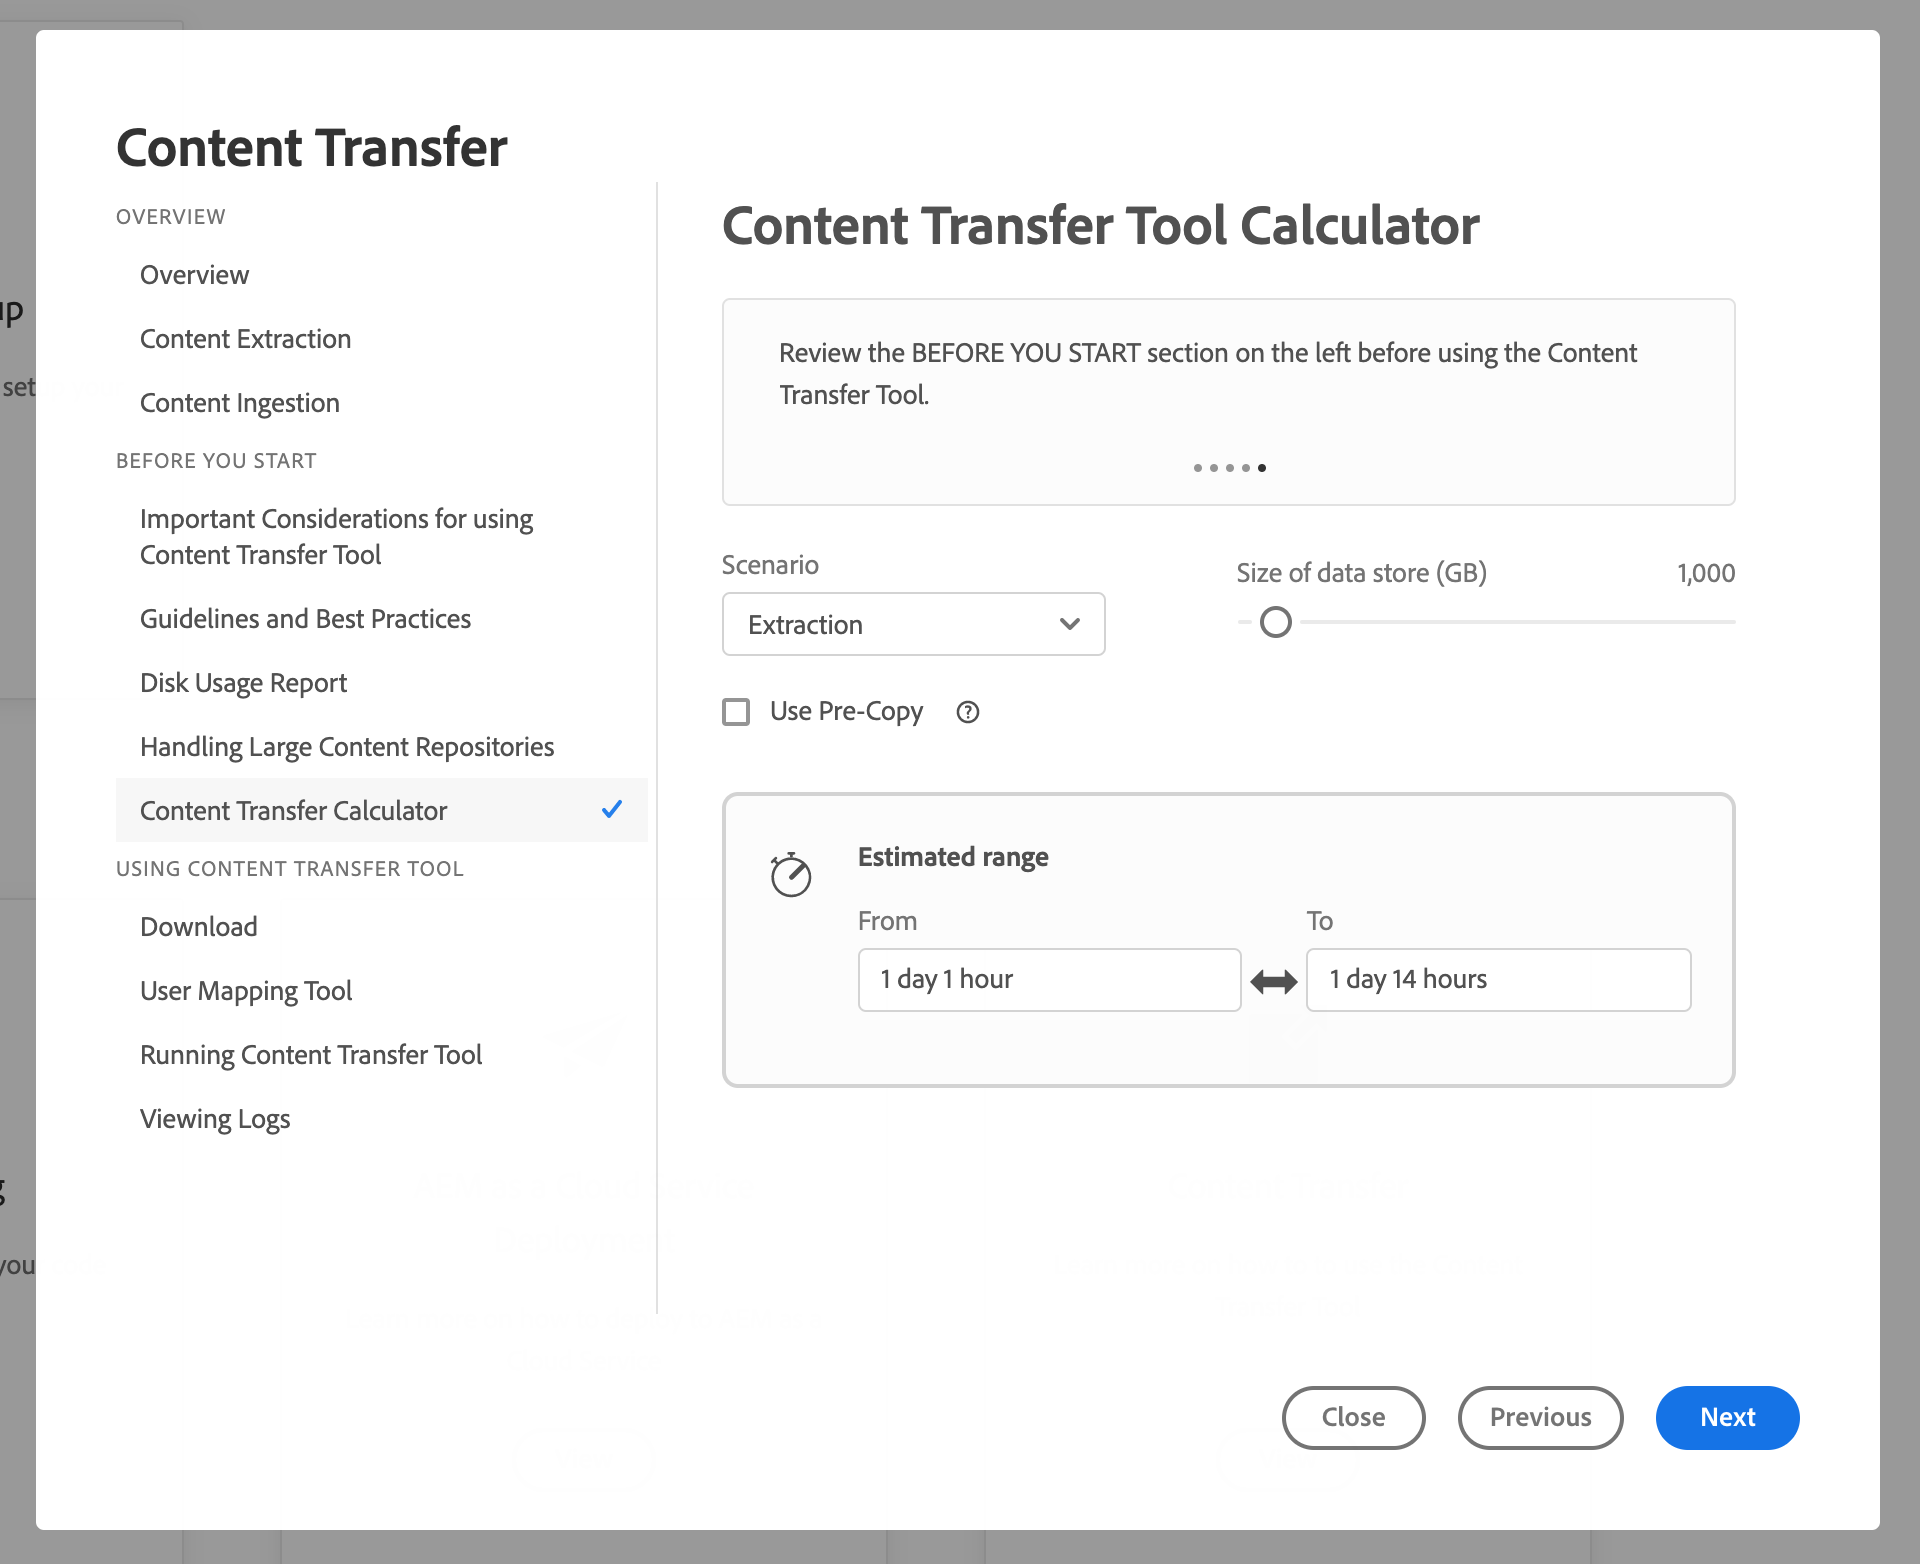 Content Transfer
OVERVIEW
Overview
Content Extraction
Content Ingestion
BEFORE YOU START
Important Considerations for using
Content Transfer Tool
Guidelines and Best Practices
Disk Usage Report
Handling Large Content Repositories
Content Transfer Calculator
USING CONTENT TRANSFER TOOL
Download
User Mapping Tool
Running Content Transfer Tool
Viewing Logs
Content Transfer Tool Calculator
Review the BEFORE YOU START section on the left before using the Content
Transfer Tool.
Scenario
Extraction
Size of data store (GB) 1,000
Use Pre-Copy
Estimated range
From
1 day 1 hour
To
1 day 14 hours
Close Previous Next
up
set
you